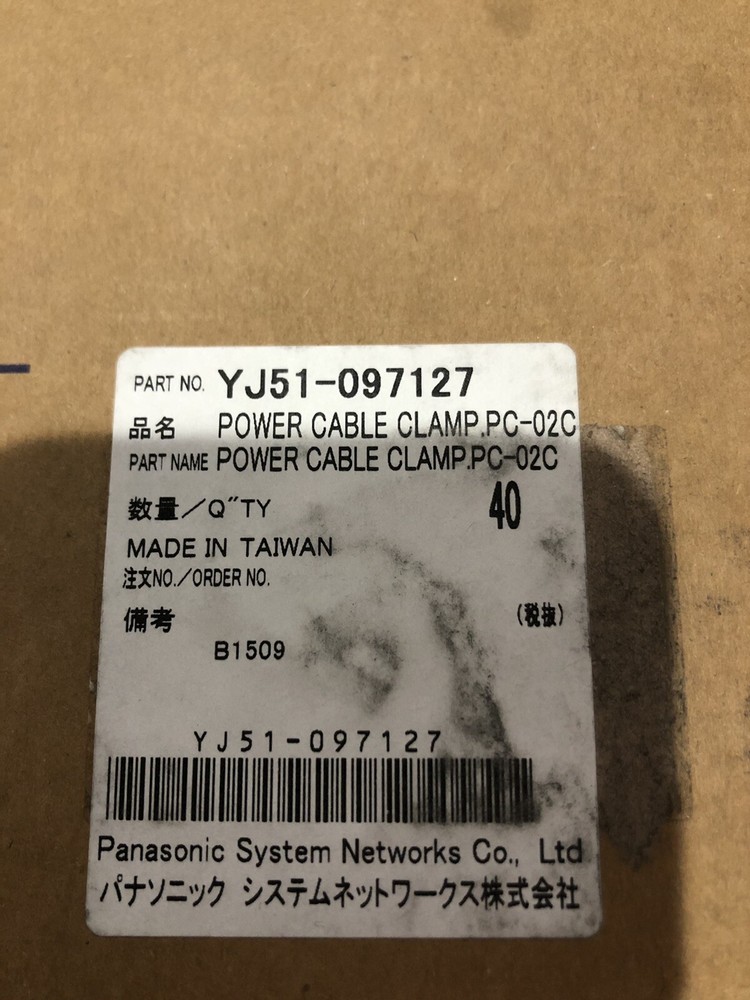 PART NO. YJ51-097127
品名 POWER CABLE CLAMP.PC-02C
PART NAME POWER CABLE CLAMP.PC-02C
数量／Q"TY 40
MADE IN TAIWAN
注文NO.／ORDER NO.
備考 (税抜)
B1509
YJ51-097127
Panasonic System Networks Co., Ltd
パナソニック システムネットワークス株式会社